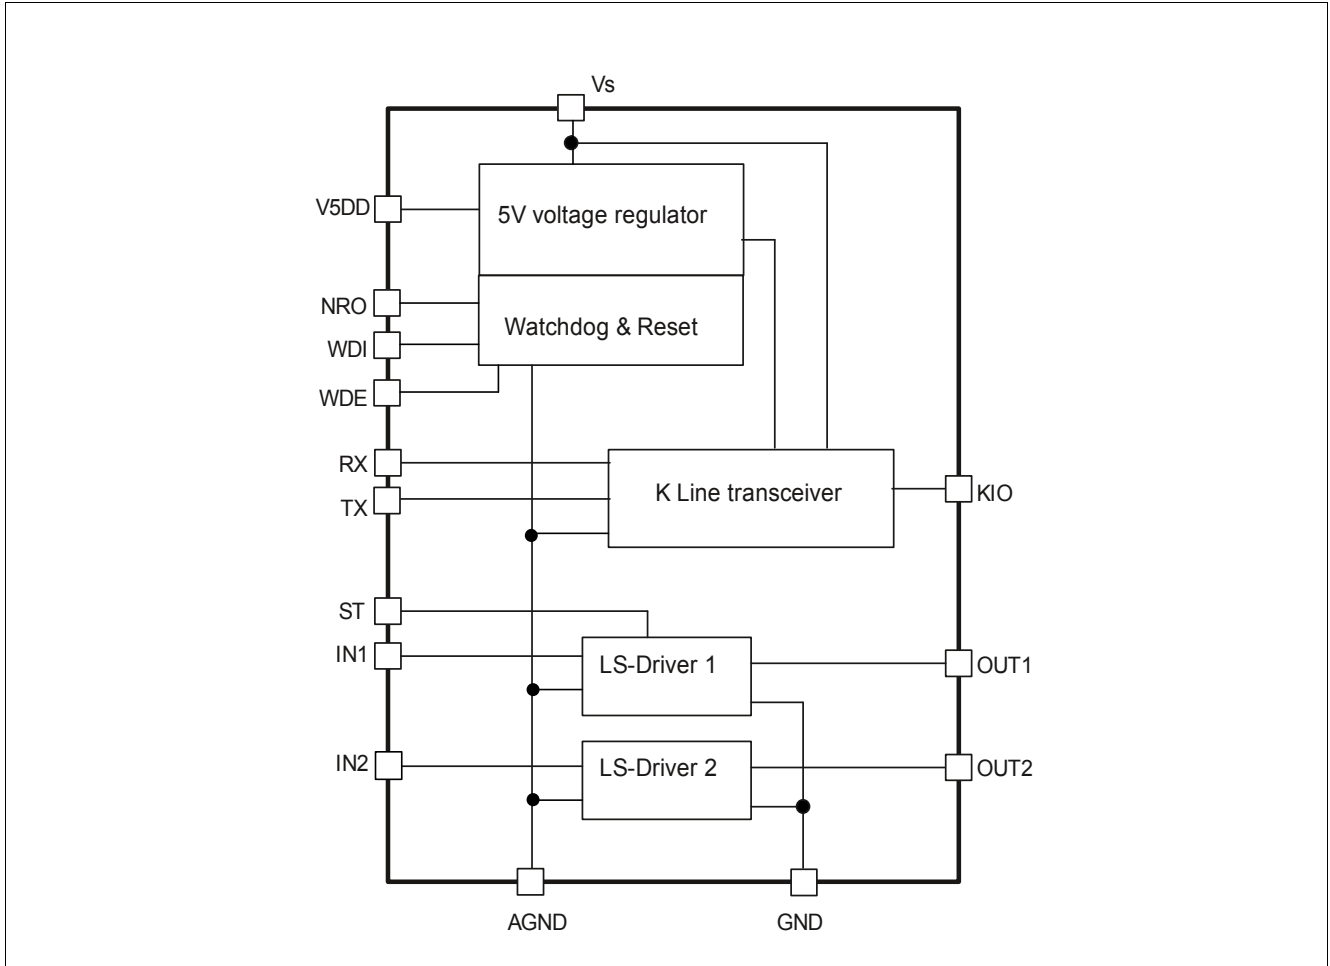 Vs
V5DD
5V voltage regulator
NRO
Watchdog & Reset
WDI
WDE
RX
K Line transceiver
KIO
TX
ST
IN1
LS-Driver 1
OUT1
IN2
LS-Driver 2
OUT2
AGND
GND